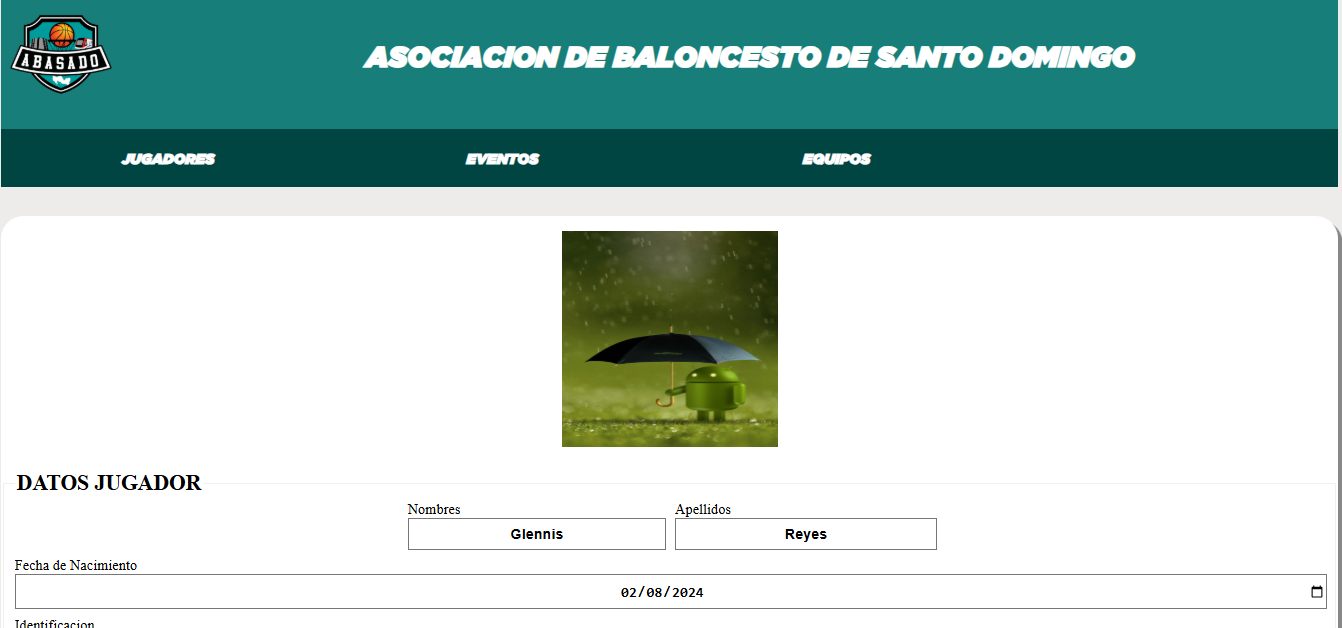 ABASADO
ASOCIACION DE BALONCESTO DE SANTO DOMINGO
JUGADORES EVENTOS EQUIPOS
DATOS JUGADOR
Nombres Apellidos
Glennis Reyes
Fecha de Nacimiento
02/08/2024
Identificacion